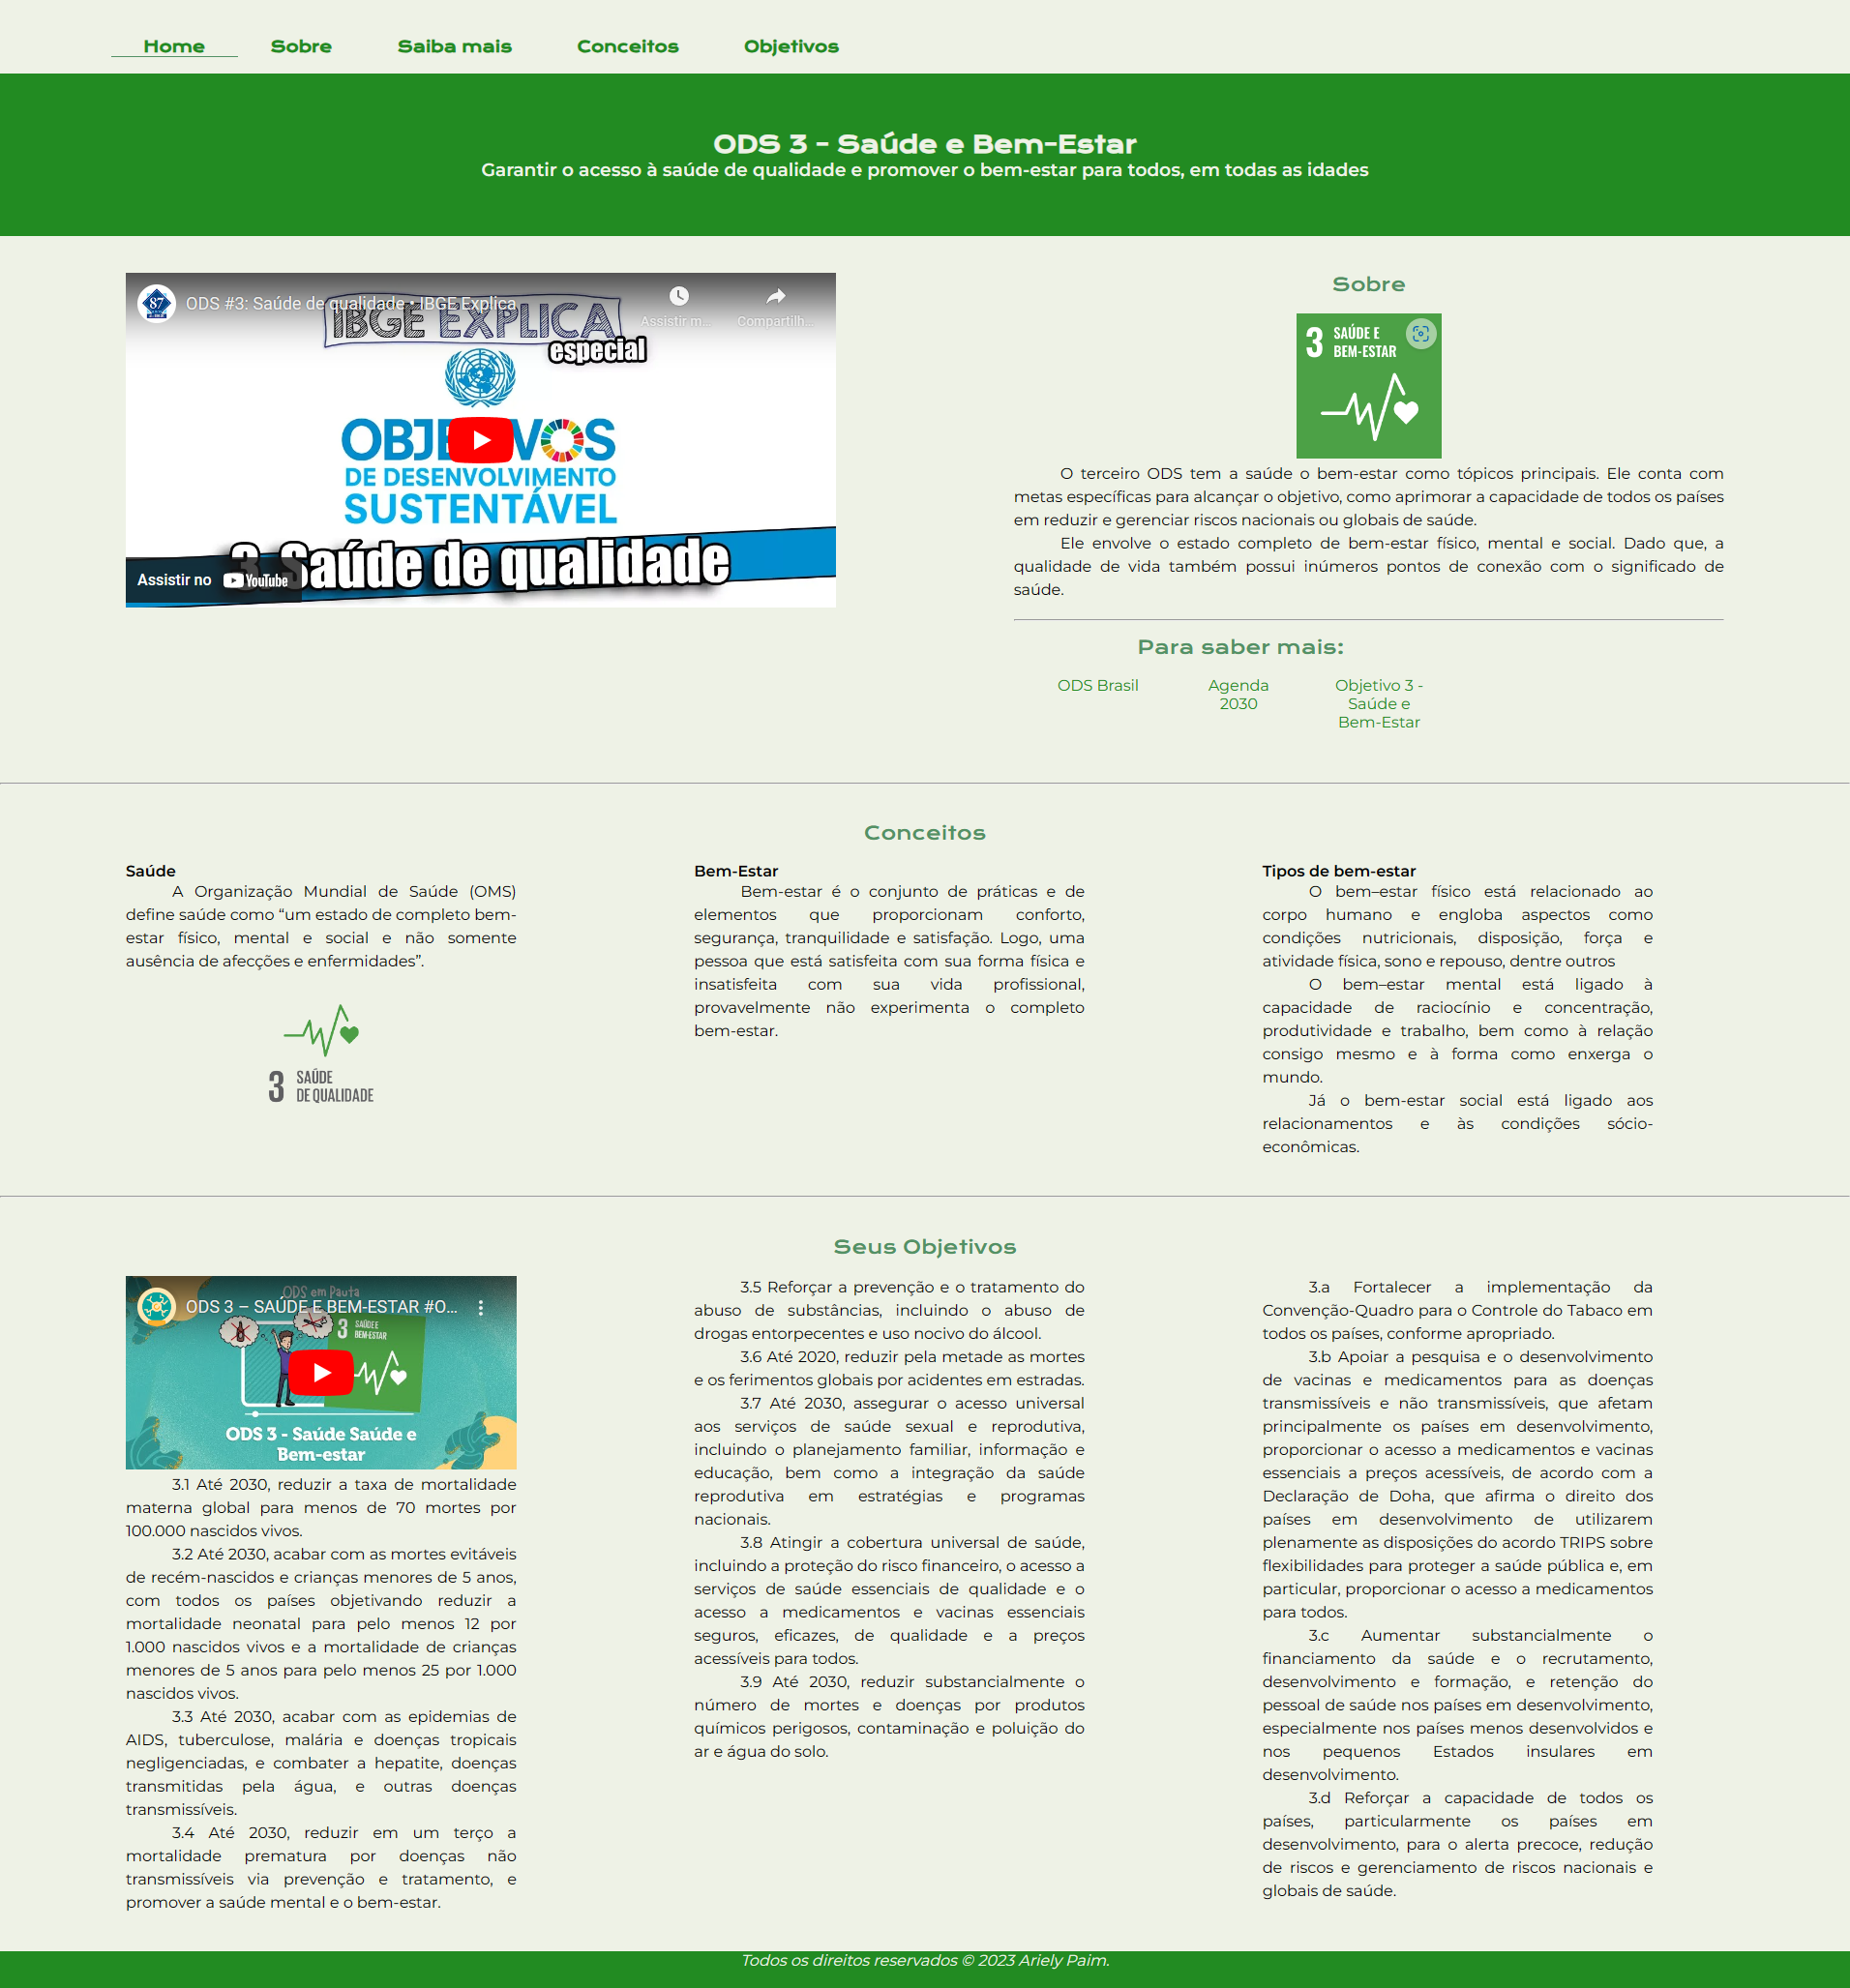 Home Sobre Saiba mais Conceitos Objetivos
ODS 3 - Saúde e Bem-Estar
Garantir o acesso à saúde de qualidade e promover o bem-estar para todos, em todas as idades
87
ODS #3: Saúde de qualidade • IBGE Explica
Assistir m...
Compartilh...
IBGE EXPLICA
especial
OBJE VOS
DE DESENVOLVIMENTO
SUSTENTÁVEL
3 Saúde de qualidade
Assistir no YouTube
Sobre
3 SAÚDE E
BEM-ESTAR
O terceiro ODS tem a saúde o bem-estar como tópicos principais. Ele conta com
metas específicas para alcançar o objetivo, como aprimorar a capacidade de todos os países
em reduzir e gerenciar riscos nacionais ou globais de saúde.
Ele envolve o estado completo de bem-estar físico, mental e social. Dado que, a
qualidade de vida também possui inúmeros pontos de conexão com o significado de
saúde.
Para saber mais:
ODS Brasil
Agenda
2030
Objetivo 3 -
Saúde e
Bem-Estar
Conceitos
Saúde
A Organização Mundial de Saúde (OMS)
define saúde como “um estado de completo bem-
estar físico, mental e social e não somente
ausência de afecções e enfermidades”.
3 SAÚDE
DE QUALIDADE
Bem-Estar
Bem-estar é o conjunto de práticas e de
elementos que proporcionam conforto,
segurança, tranquilidade e satisfação. Logo, uma
pessoa que está satisfeita com sua forma física e
insatisfeita com sua vida profissional,
provavelmente não experimenta o completo
bem-estar.
Tipos de bem-estar
O bem–estar físico está relacionado ao
corpo humano e engloba aspectos como
condições nutricionais, disposição, força e
atividade física, sono e repouso, dentre outros
O bem–estar mental está ligado à
capacidade de raciocínio e concentração,
produtividade e trabalho, bem como à relação
consigo mesmo e à forma como enxerga o
mundo.
Já o bem-estar social está ligado aos
relacionamentos e às condições sócio-
econômicas.
Seus Objetivos
ODS em Pauta
ODS 3 – SAÚDE E BEM-ESTAR #O...
3 SAÚDE E
BEM-ESTAR
ODS 3 - Saúde Saúde e
Bem-estar
3.1 Até 2030, reduzir a taxa de mortalidade
materna global para menos de 70 mortes por
100.000 nascidos vivos.
3.2 Até 2030, acabar com as mortes evitáveis
de recém-nascidos e crianças menores de 5 anos,
com todos os países objetivando reduzir a
mortalidade neonatal para pelo menos 12 por
1.000 nascidos vivos e a mortalidade de crianças
menores de 5 anos para pelo menos 25 por 1.000
nascidos vivos.
3.3 Até 2030, acabar com as epidemias de
AIDS, tuberculose, malária e doenças tropicais
negligenciadas, e combater a hepatite, doenças
transmitidas pela água, e outras doenças
transmissíveis.
3.4 Até 2030, reduzir em um terço a
mortalidade prematura por doenças não
transmissíveis via prevenção e tratamento, e
promover a saúde mental e o bem-estar.
3.5 Reforçar a prevenção e o tratamento do
abuso de substâncias, incluindo o abuso de
drogas entorpecentes e uso nocivo do álcool.
3.6 Até 2020, reduzir pela metade as mortes
e os ferimentos globais por acidentes em estradas.
3.7 Até 2030, assegurar o acesso universal
aos serviços de saúde sexual e reprodutiva,
incluindo o planejamento familiar, informação e
educação, bem como a integração da saúde
reprodutiva em estratégias e programas
nacionais.
3.8 Atingir a cobertura universal de saúde,
incluindo a proteção do risco financeiro, o acesso a
serviços de saúde essenciais de qualidade e o
acesso a medicamentos e vacinas essenciais
seguros, eficazes, de qualidade e a preços
acessíveis para todos.
3.9 Até 2030, reduzir substancialmente o
número de mortes e doenças por produtos
químicos perigosos, contaminação e poluição do
ar e água do solo.
3.a Fortalecer a implementação da
Convenção-Quadro para o Controle do Tabaco em
todos os países, conforme apropriado.
3.b Apoiar a pesquisa e o desenvolvimento
de vacinas e medicamentos para as doenças
transmissíveis e não transmissíveis, que afetam
principalmente os países em desenvolvimento,
proporcionar o acesso a medicamentos e vacinas
essenciais a preços acessíveis, de acordo com a
Declaração de Doha, que afirma o direito dos
países em desenvolvimento de utilizarem
plenamente as disposições do acordo TRIPS sobre
flexibilidades para proteger a saúde pública e, em
particular, proporcionar o acesso a medicamentos
para todos.
3.c Aumentar substancialmente o
financiamento da saúde e o recrutamento,
desenvolvimento e formação, e retenção do
pessoal de saúde nos países em desenvolvimento,
especialmente nos países menos desenvolvidos e
nos pequenos Estados insulares em
desenvolvimento.
3.d Reforçar a capacidade de todos os
países, particularmente os países em
desenvolvimento, para o alerta precoce, redução
de riscos e gerenciamento de riscos nacionais e
globais de saúde.
Todos os direitos reservados © 2023 Ariely Paim.